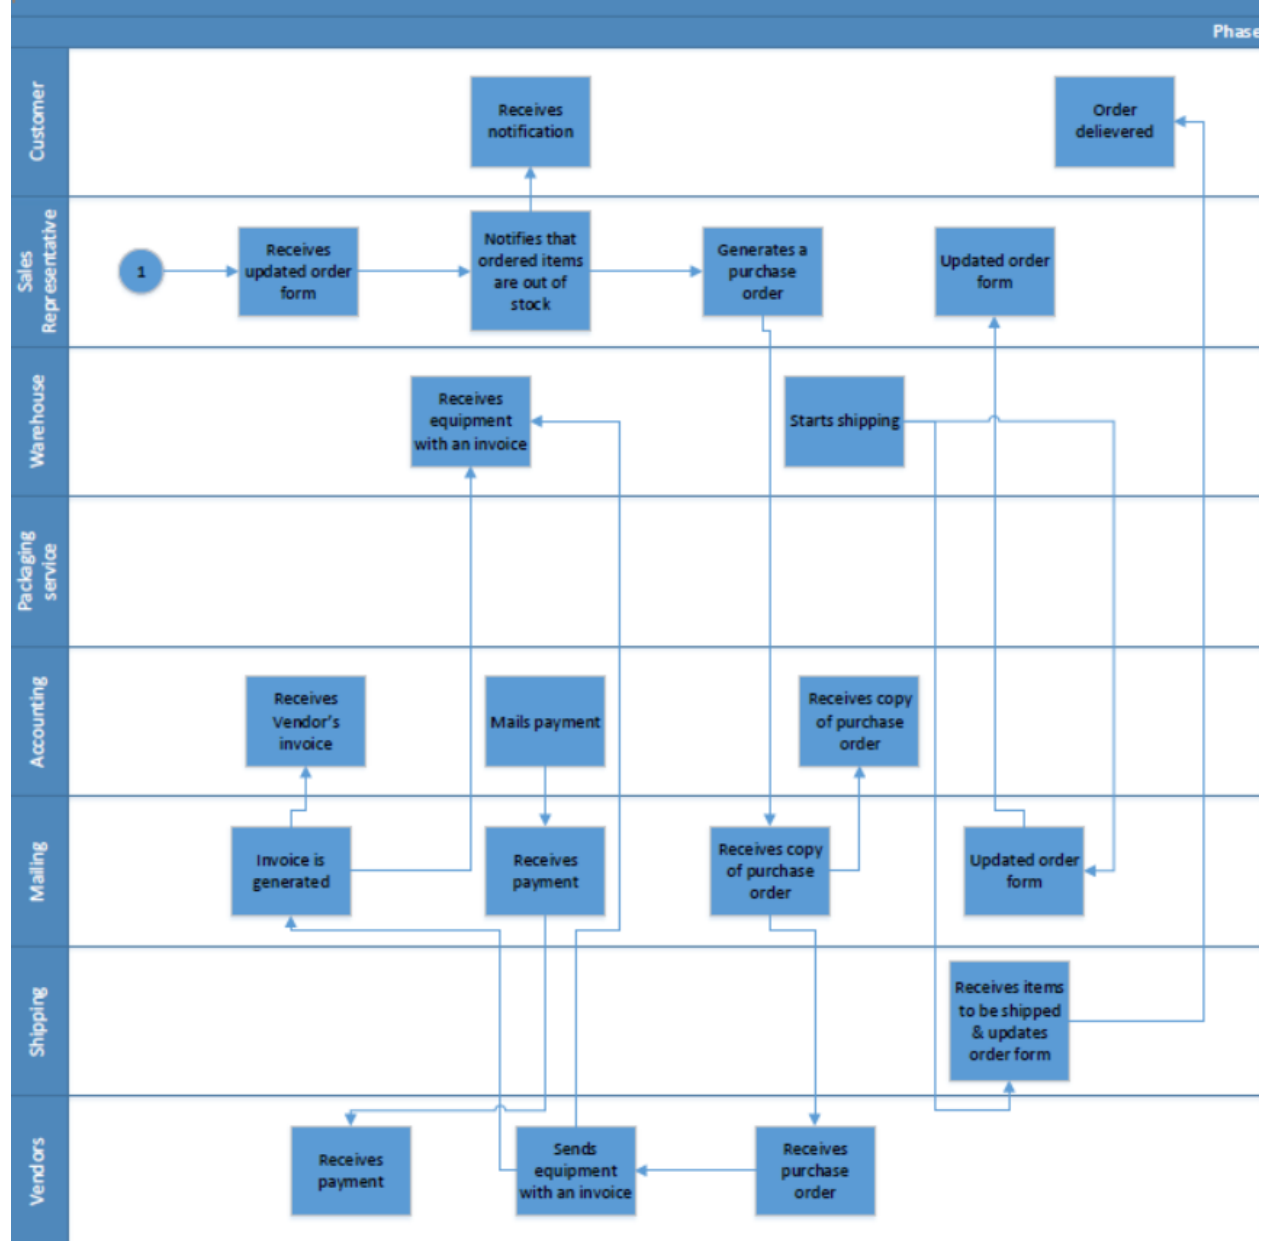 Phase
Customer
Receives
notification
Order
delievered
Sales
Representative
1
Receives
updated order
form
Notifies that
ordered items
are out of
stock
Generates a
purchase
order
Updated order
form
Warehouse
Receives
equipment
with an invoice
Starts shipping
Packaging
service
Accounting
Receives
Vendor's
invoice
Mails payment
Receives copy
of purchase
order
Mailing
Invoice is
generated
Receives
payment
Receives copy
of purchase
order
Updated order
form
Shipping
Receives items
to be shipped
& updates
order form
Vendors
Receives
payment
Sends
equipment
with an invoice
Receives
purchase
order